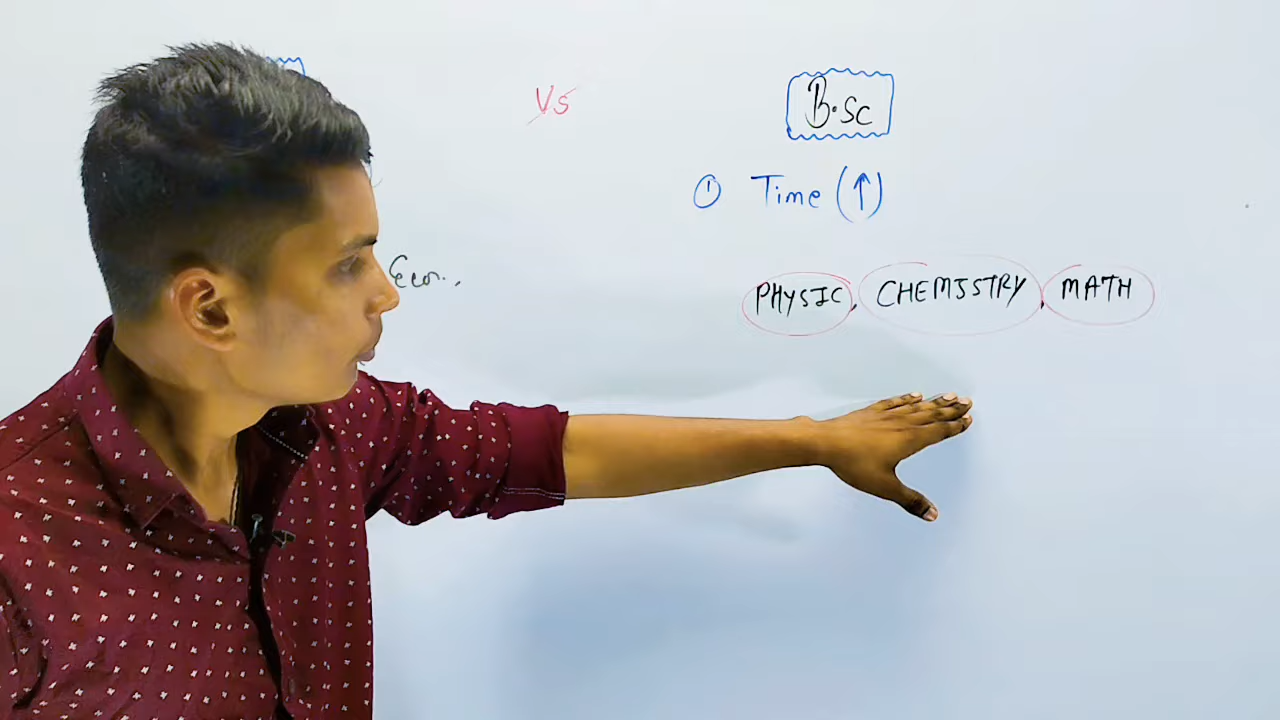 VS
B.sc
① Time (↑)
Econ.,
PHYSIC, CHEMISTRY, MATH